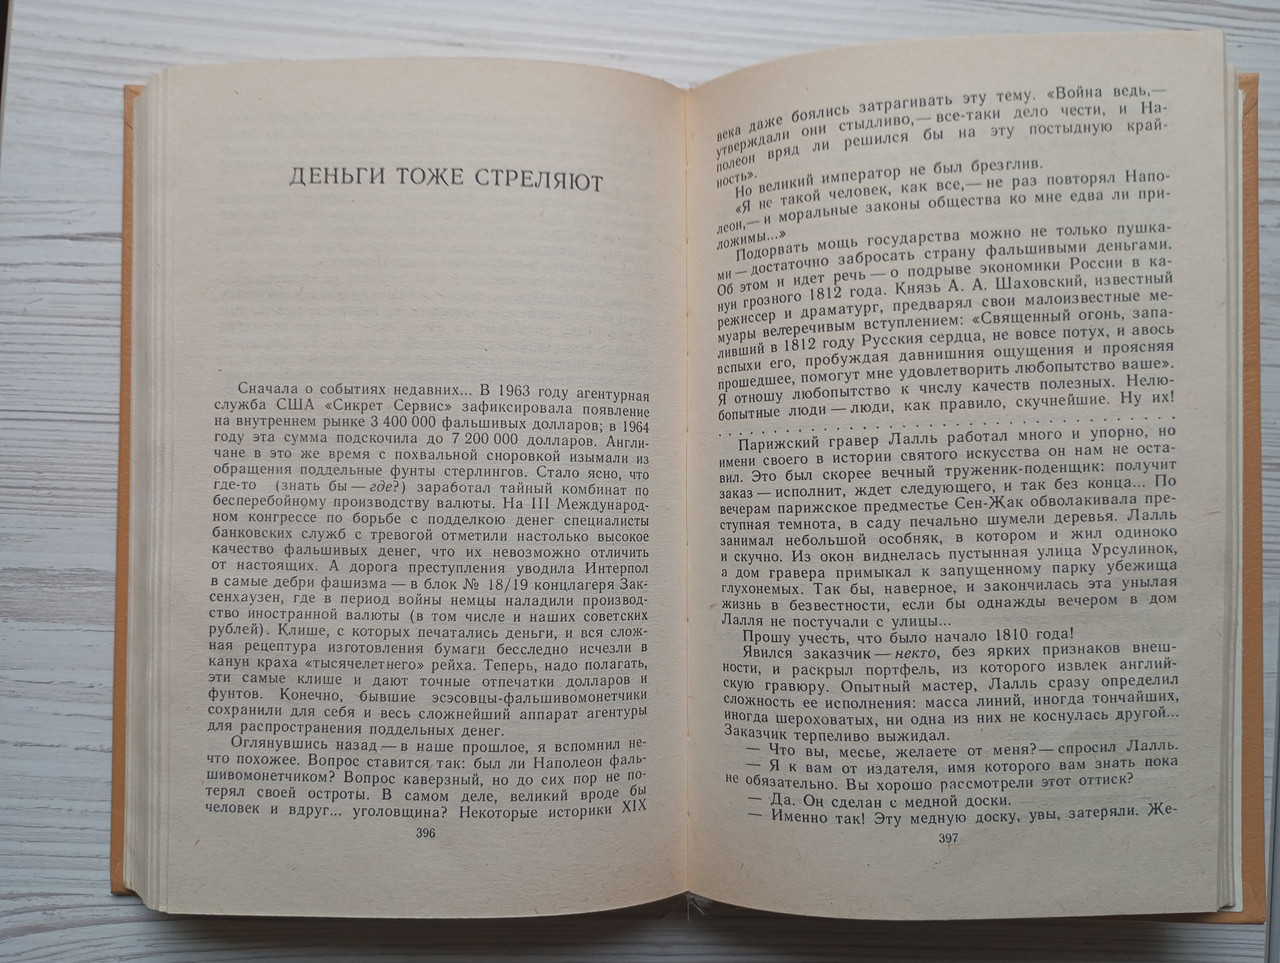 ДЕНЬГИ ТОЖЕ СТРЕЛЯЮТ
Сначала о событиях недавних... В 1963 году агентурная
служба США «Сикрет Сервис» зафиксировала появление
на внутреннем рынке 3 400 000 фальшивых долларов; в 1964
году эта сумма подскочила до 7 200 000 долларов. Англи-
чане в это же время с похвальной сноровкой изымали из
обращения поддельные фунты стерлингов. Стало ясно, что
где-то (знать бы — где?) заработал тайный комбинат по
бесперебойному производству валюты. На III Международ-
ном конгрессе по борьбе с подделкою денег специалисты
банковских служб с тревогой отметили настолько высокое
качество фальшивых денег, что их невозможно отличить
от настоящих. А дорога преступления уводила Интерпол
в самые дебри фашизма — в блок № 18/19 концлагеря Зак-
сенхаузен, где в период войны немцы наладили производ-
ство иностранной валюты (в том числе и наших советских
рублей). Клише, с которых печатались деньги, и вся слож-
ная рецептура изготовления бумаги бесследно исчезли в
канун краха «тысячелетнего» рейха. Теперь, надо полагать,
эти самые клише и дают точные отпечатки долларов и
фунтов. Конечно, бывшие эсэсовцы-фальшивомонетчики
сохранили для себя и весь сложнейший аппарат агентуры
для распространения поддельных денег.
Оглянувшись назад — в наше прошлое, я вспомнил не-
что похожее. Вопрос ставится так: был ли Наполеон фаль-
шивомонетчиком? Вопрос каверзный, но до сих пор не по-
терял своей остроты. В самом деле, великий вроде бы
человек и вдруг... уголовщина? Некоторые историки XIX
396
века даже боялись затрагивать эту тему. «Война ведь,—
утверждали они стыдливо,— все-таки дело чести, и На-
полеон вряд ли решился бы на эту постыдную край-
ность».
Но великий император не был брезглив.
«Я не такой человек, как все,— не раз повторял Напо-
леон,— и моральные законы общества ко мне едва ли при-
ложимы...»
Подорвать мощь государства можно не только пушка-
ми — достаточно забросать страну фальшивыми деньгами.
Об этом и идет речь — о подрыве экономики России в ка-
нун грозного 1812 года. Князь А. А. Шаховский, известный
режиссер и драматург, предварял свои малоизвестные ме-
муары велеречивым вступлением: «Священный огонь, запа-
ливший в 1812 году Русския сердца, не вовсе потух, и авось
вспыхи его, пробуждая давнишния ощущения и проясняя
прошедшее, помогут мне удовлетворить любопытство ваше».
Я отношу любопытство к числу качеств полезных. Нелю-
бопытные люди — люди, как правило, скучнейшие. Ну их!
. . . . . . . . . . . . . . . . . . . . . . . . . . . . . .
Парижский гравер Лалль работал много и упорно, но
имени своего в истории святого искусства он нам не оста-
вил. Это был скорее вечный труженик-поденщик: получит
заказ — исполнит, ждет следующего, и так без конца... По
вечерам парижское предместье Сен-Жак обволакивала пре-
ступная темнота, в саду печально шумели деревья. Лалль
занимал небольшой особняк, в котором и жил одиноко
и скучно. Из окон виднелась пустынная улица Урсулинок,
а дом гравера примыкал к запущенному парку убежища
глухонемых. Так бы, наверное, и закончилась эта унылая
жизнь в безвестности, если бы однажды вечером в дом
Лалля не постучали с улицы...
Прошу учесть, что было начало 1810 года!
Явился заказчик — некто, без ярких признаков внеш-
ности, и раскрыл портфель, из которого извлек англий-
скую гравюру. Опытный мастер, Лалль сразу определил
сложность ее исполнения: масса линий, иногда тончайших,
иногда шероховатых, ни одна из них не коснулась другой...
Заказчик терпеливо выжидал.
— Что вы, месье, желаете от меня? — спросил Лалль.
— Я к вам от издателя, имя которого вам знать пока
не обязательно. Вы хорошо рассмотрели этот оттиск?
— Да. Он сделан с медной доски.
— Именно так! Эту медную доску, увы, затеряли. Же-
397